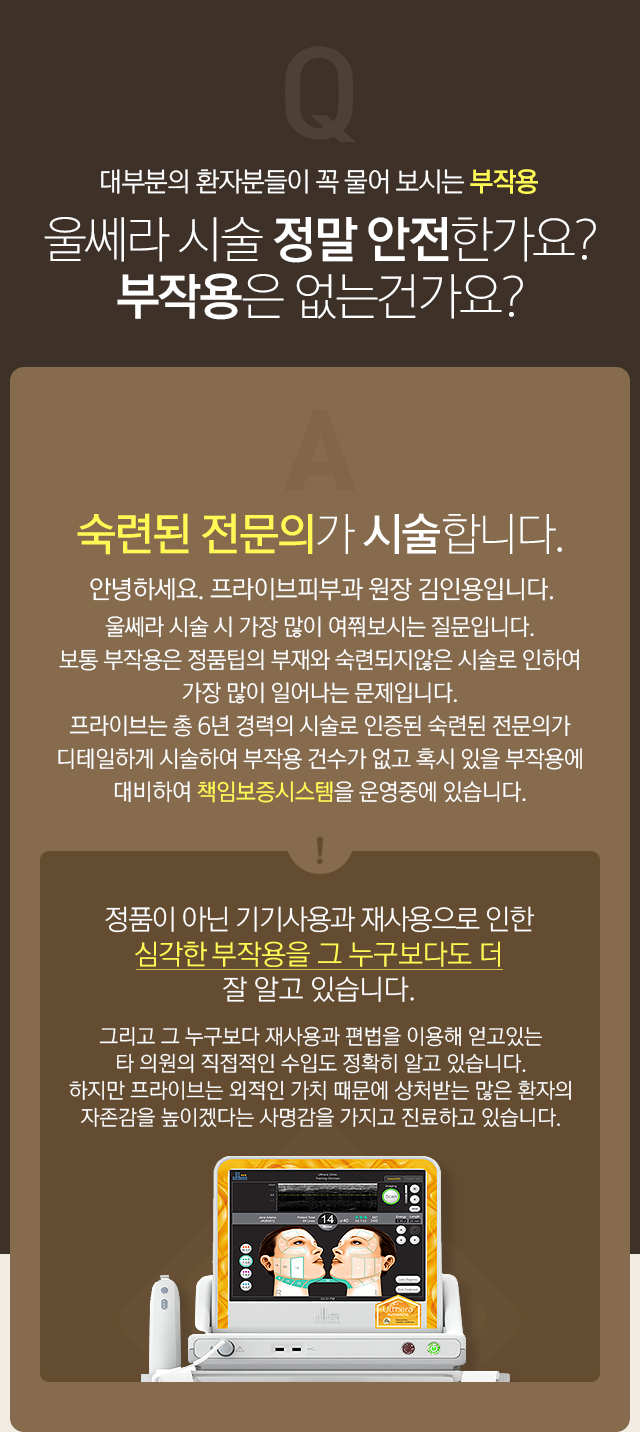 Q
대부분의 환자분들이 꼭 물어 보시는 부작용
울쎄라 시술 정말 안전한가요?
부작용은 없는건가요?
A
숙련된 전문의가 시술합니다.
안녕하세요. 프라이브피부과 원장 김인용입니다.
울쎄라 시술 시 가장 많이 여쭤보시는 질문입니다.
보통 부작용은 정품팁의 부재와 숙련되지않은 시술로 인하여
가장 많이 일어나는 문제입니다.
프라이브는 총 6년 경력의 시술로 인증된 숙련된 전문의가
디테일하게 시술하여 부작용 건수가 없고 혹시 있을 부작용에
대비하여 책임보증시스템을 운영중에 있습니다.
!
정품이 아닌 기기사용과 재사용으로 인한
심각한 부작용을 그 누구보다도 더
잘 알고 있습니다.
그리고 그 누구보다 재사용과 편법을 이용해 얻고있는
타 의원의 직접적인 수입도 정확히 알고 있습니다.
하지만 프라이브는 외적인 가치 때문에 상처받는 많은 환자의
자존감을 높이겠다는 사명감을 가지고 진료하고 있습니다.
14
Scan
R
L
Ulthera